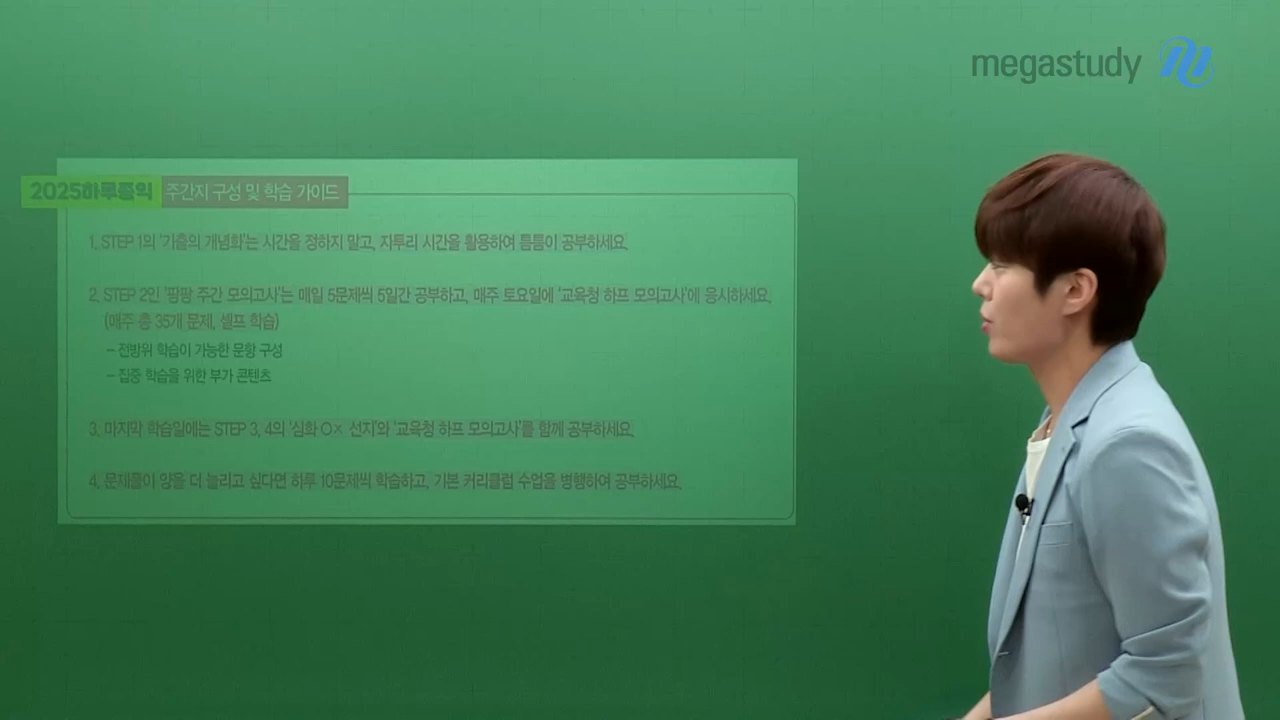 megastudy
2025하루종익 주간지 구성 및 학습 가이드
1. STEP 1의 '기출의 개념화'는 시간을 정하지 말고, 자투리 시간을 활용하여 틈틈이 공부하세요.
2. STEP 2인 '팡팡 주간 모의고사'는 매일 5문제씩 5일간 공부하고, 매주 토요일에 '교육청 하프 모의고사'에 응시하세요.
(매주 총 35개 문제, 셀프 학습)
- 전방위 학습이 가능한 문항 구성
- 집중 학습을 위한 부가 콘텐츠
3. 마지막 학습일에는 STEP 3, 4의 '심화 O× 선지'와 '교육청 하프 모의고사'를 함께 공부하세요.
4. 문제풀이 양을 더 늘리고 싶다면 하루 10문제씩 학습하고, 기본 커리큘럼 수업을 병행하여 공부하세요.